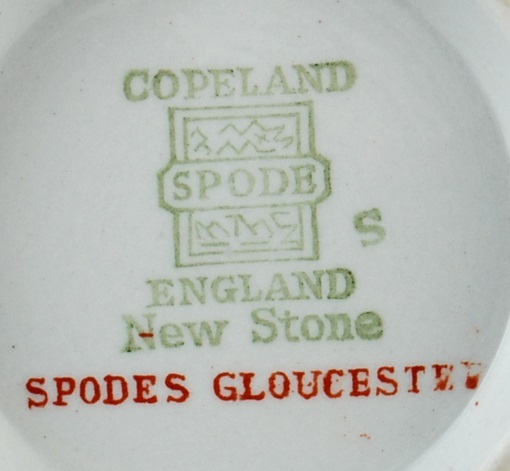 COPELAND
SPODE
S
ENGLAND
New Stone
SPODES GLOUCESTER